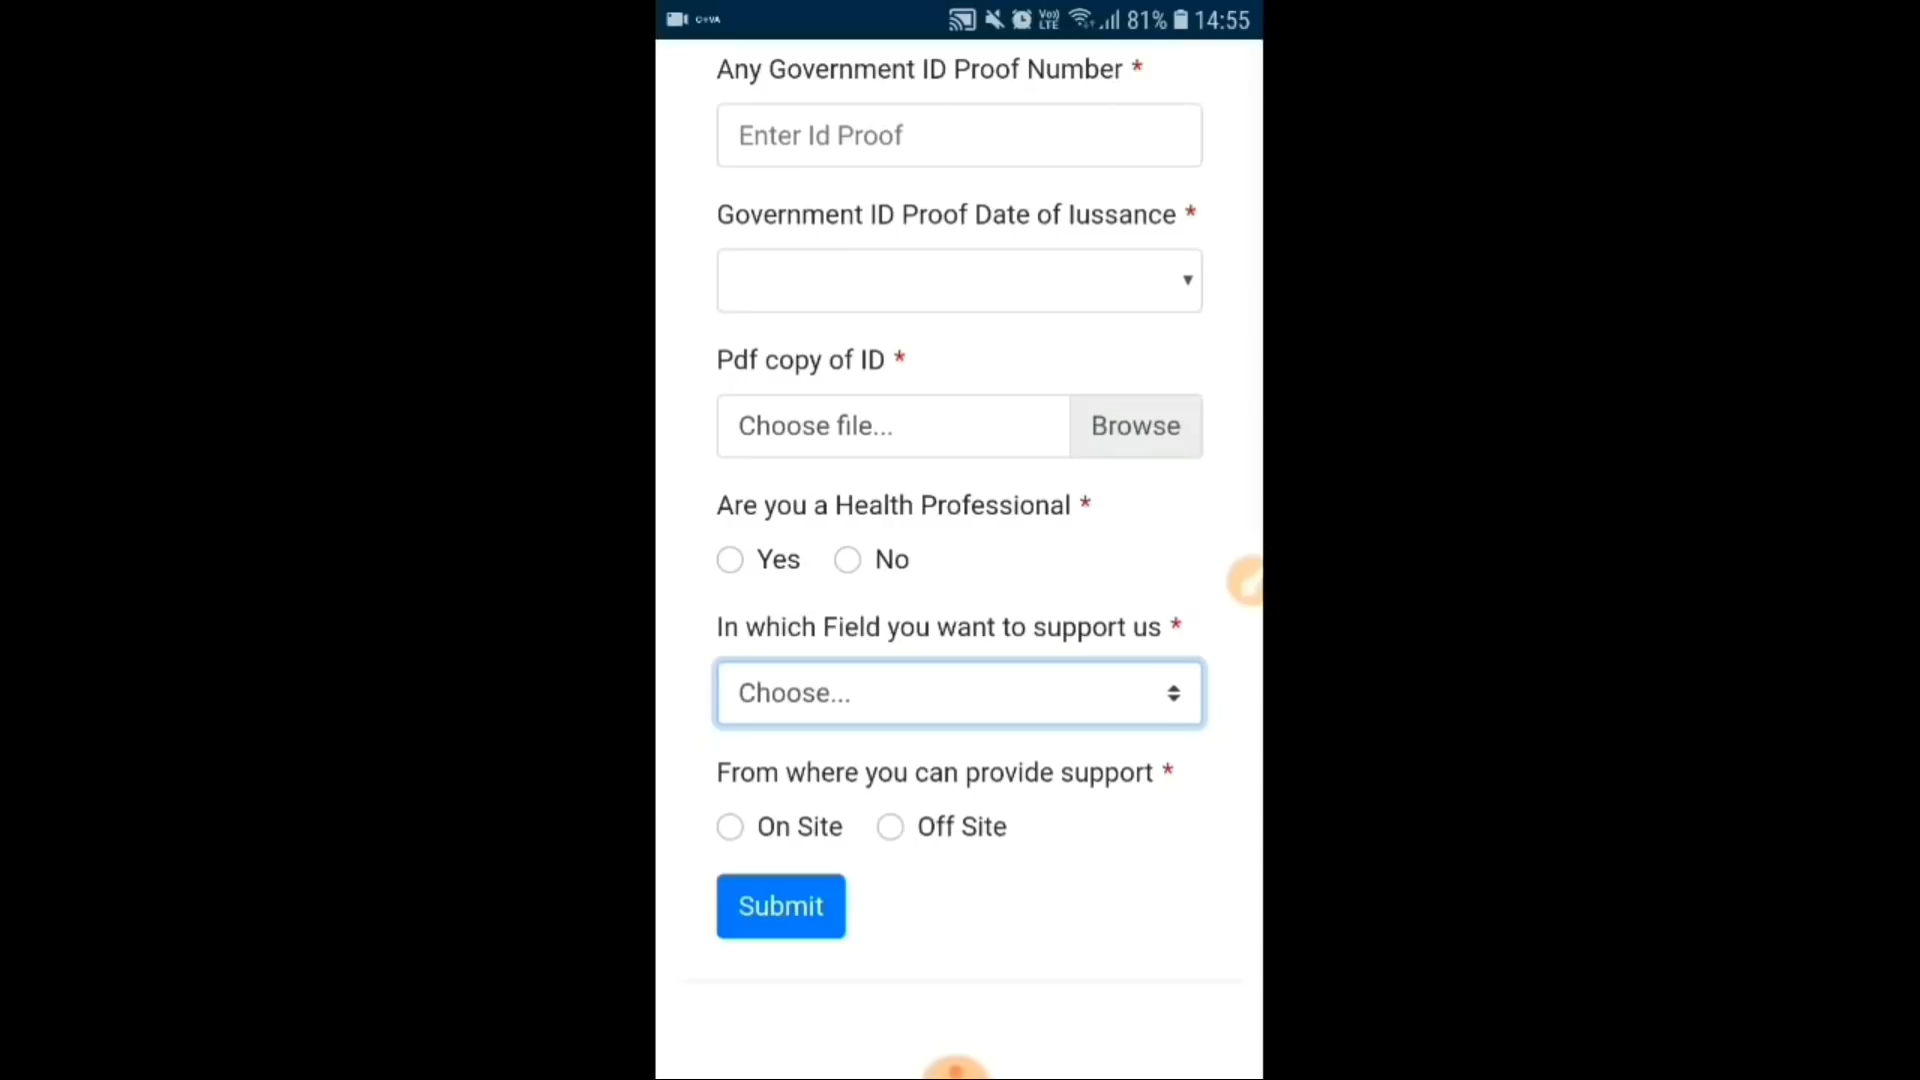 81% 14:55
Any Government ID Proof Number *
Enter Id Proof
Government ID Proof Date of Iussance *
Pdf copy of ID *
Choose file... Browse
Are you a Health Professional *
Yes No
In which Field you want to support us *
Choose...
From where you can provide support *
On Site Off Site
Submit